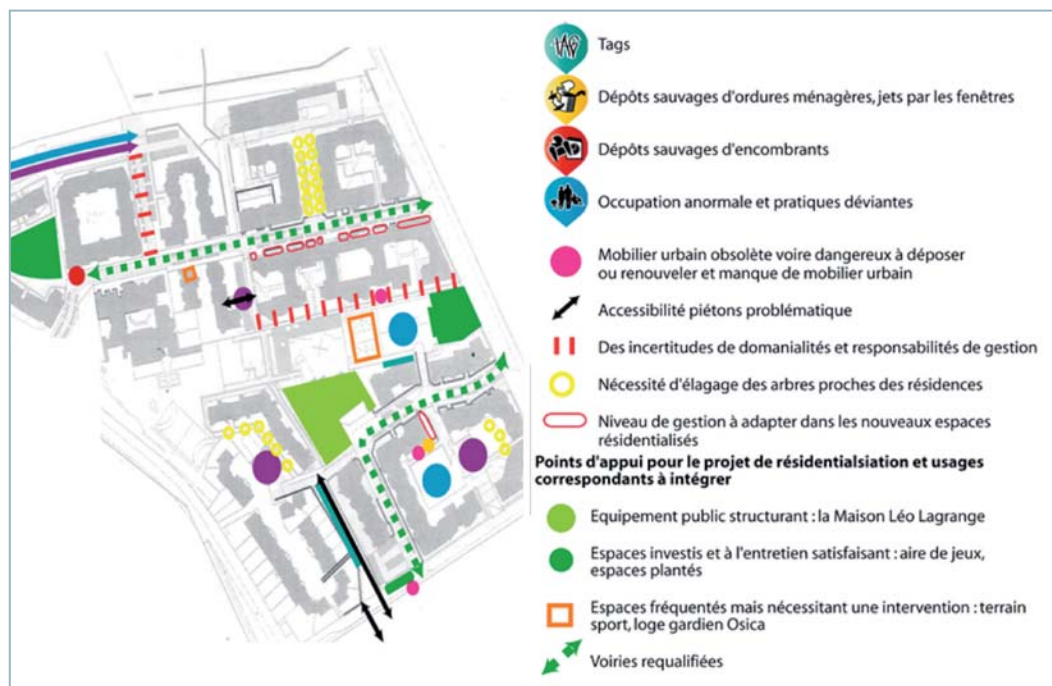 Tags
Dépôts sauvages d'ordures ménagères, jets par les fenêtres
Dépôts sauvages d'encombrants
Occupation anormale et pratiques déviantes
Mobilier urbain obsolète voire dangereux à déposer
ou renouveler et manque de mobilier urbain
Accessibilité piétons problématique
Des incertitudes de domanialités et responsabilités de gestion
Nécessité d'élagage des arbres proches des résidences
Niveau de gestion à adapter dans les nouveaux espaces
résidentialisés
Points d'appui pour le projet de résidentialsiation et usages
correspondants à intégrer
Equipement public structurant : la Maison Léo Lagrange
Espaces investis et à l'entretien satisfaisant : aire de jeux,
espaces plantés
Espaces fréquentés mais nécessitant une intervention : terrain
sport, loge gardien Osica
Voiries requalifiées